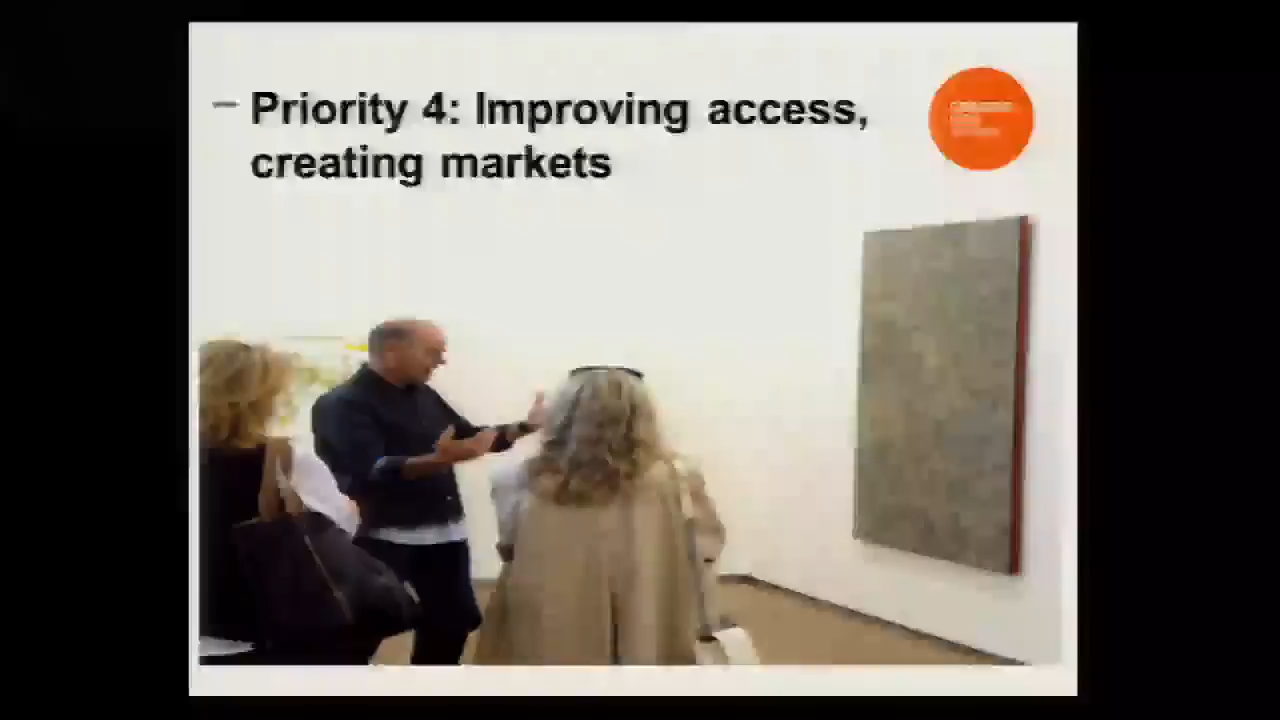 – Priority 4: Improving access,
creating markets